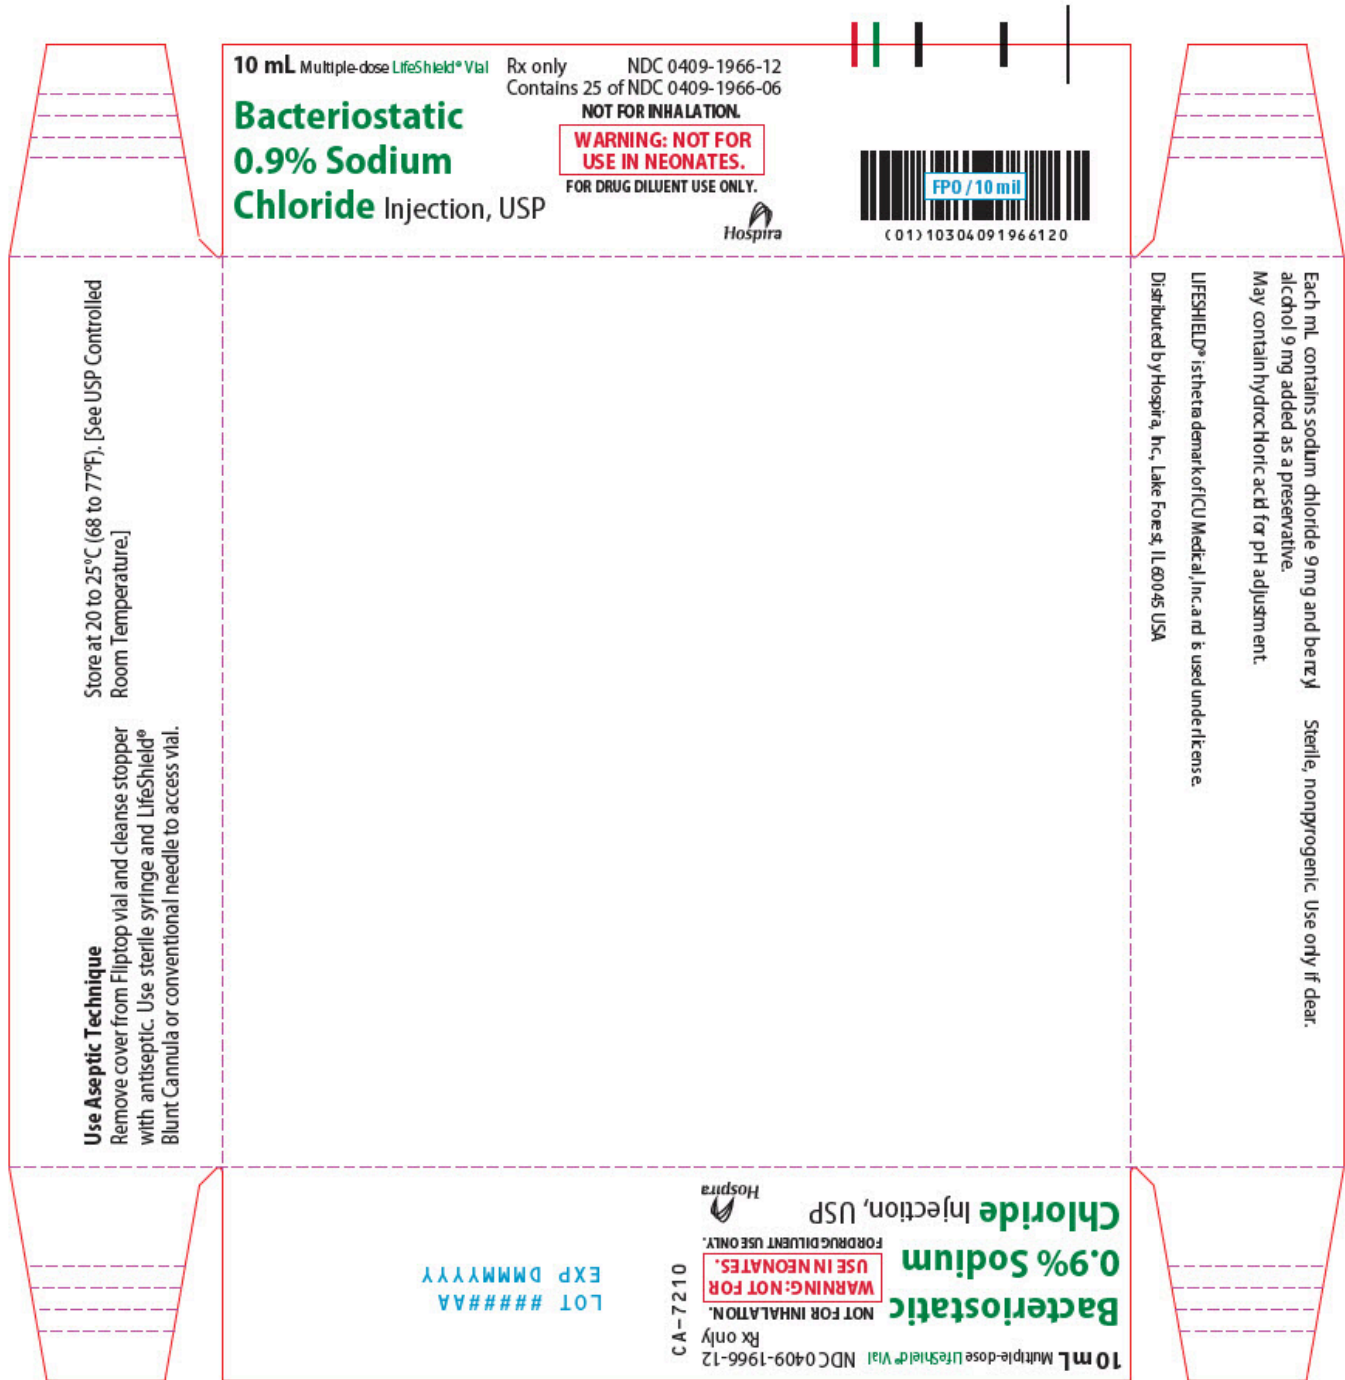 10 mL Multiple-dose LifeShield® Vial
Bacteriostatic
0.9% Sodium
Chloride Injection, USP
Rx only NDC 0409-1966-12
Contains 25 of NDC 0409-1966-06
NOT FOR INHALATION.
WARNING: NOT FOR
USE IN NEONATES.
FOR DRUG DILUENT USE ONLY.
Hospira
FPO / 10 mil
(01)10304091966120
Store at 20 to 25°C (68 to 77°F). [See USP Controlled
Room Temperature.]
Use Aseptic Technique
Remove cover from Fliptop vial and cleanse stopper
with antiseptic. Use sterile syringe and LifeShield®
Blunt Cannula or conventional needle to access vial.
Each mL contains sodium chloride 9 mg and benzyl
alcohol 9 mg added as a preservative.
May contain hydrochloric acid for pH adjustment.
Sterile, nonpyrogenic. Use only if clear.
LIFESHIELD® is the trademark of ICU Medical, Inc. and is used under license.
Distributed by Hospira, Inc., Lake Forest, IL 60045 USA
10 mL Multiple-dose LifeShield® Vial
Bacteriostatic
0.9% Sodium
Chloride Injection, USP
NDC 0409-1966-12
Rx only
NOT FOR INHALATION.
WARNING: NOT FOR
USE IN NEONATES.
FOR DRUG DILUENT USE ONLY.
Hospira
CA-7210
LOT ######AA
EXP DMMMYYYY